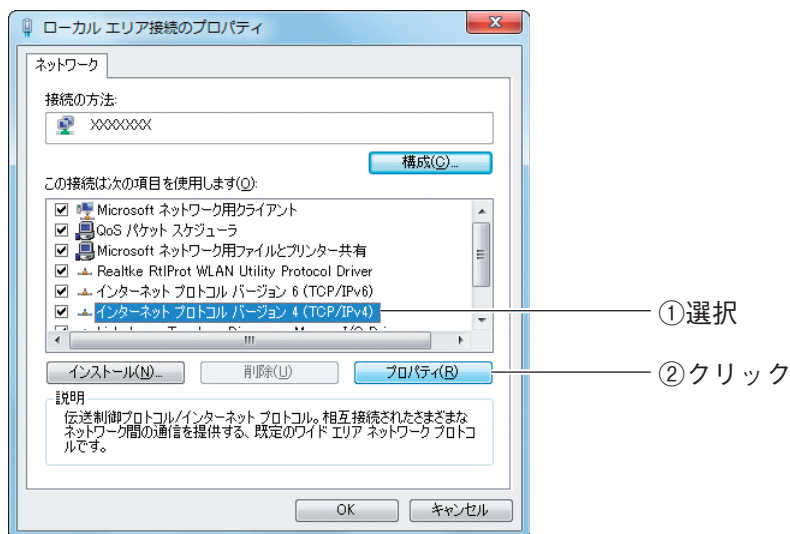 ローカル エリア接続のプロパティ
ネットワーク
接続の方法:
XXXXXXX
構成(C)...
この接続は次の項目を使用します(O):
Microsoft ネットワーク用クライアント
QoS パケット スケジューラ
Microsoft ネットワーク用ファイルとプリンター共有
Realtke RtlProt WLAN Utility Protocol Driver
インターネット プロトコル バージョン 6 (TCP/IPv6)
インターネット プロトコル バージョン 4 (TCP/IPv4)
①選択
インストール(N)...
削除(U)
プロパティ(R)
②クリック
説明
伝送制御プロトコル/インターネット プロトコル。相互接続されたさまざまな
ネットワーク間の通信を提供する、既定のワイド エリア ネットワーク プロトコ
ルです。
OK
キャンセル